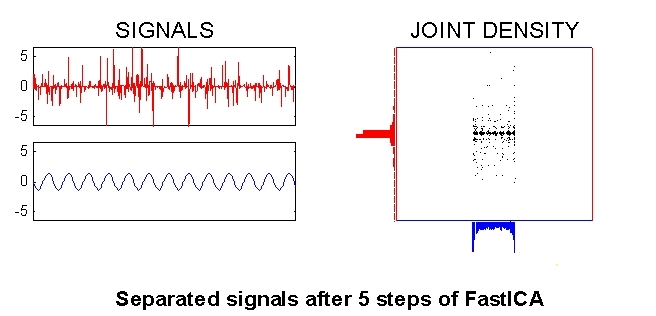 SIGNALS
JOINT DENSITY
5
0
-5
5
0
-5
Separated signals after 5 steps of FastICA